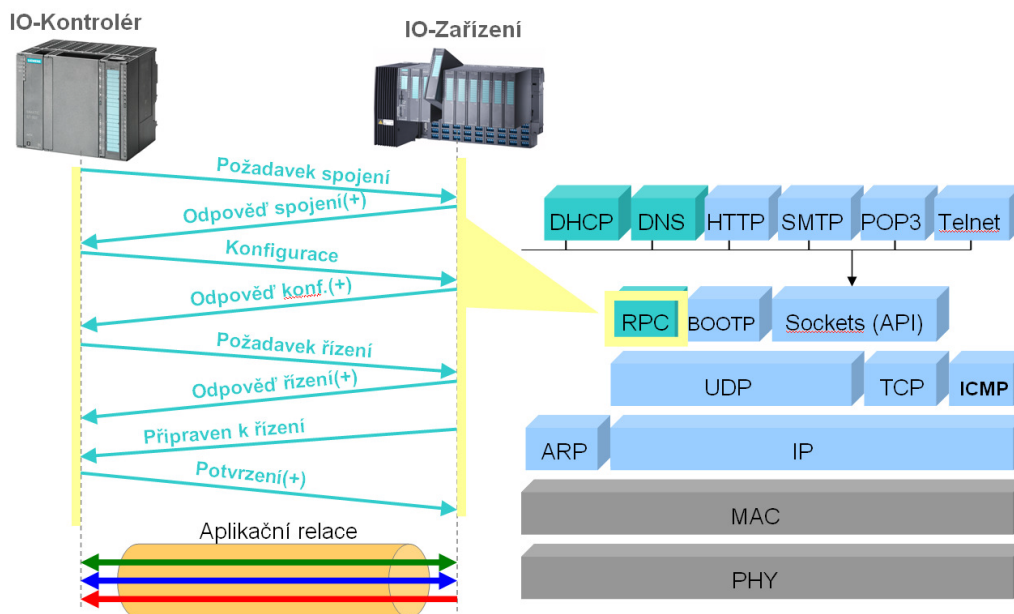 IO-Kontrolér
IO-Zařízení
Požadavek spojení
Odpověď spojení(+)
Konfigurace
Odpověď konf.(+)
Požadavek řízení
Odpověď řízení(+)
Připraven k řízení
Potvrzení(+)
Aplikační relace
DHCP
DNS
HTTP
SMTP
POP3
Telnet
RPC
BOOTP
Sockets (API)
UDP
TCP
ICMP
ARP
IP
MAC
PHY